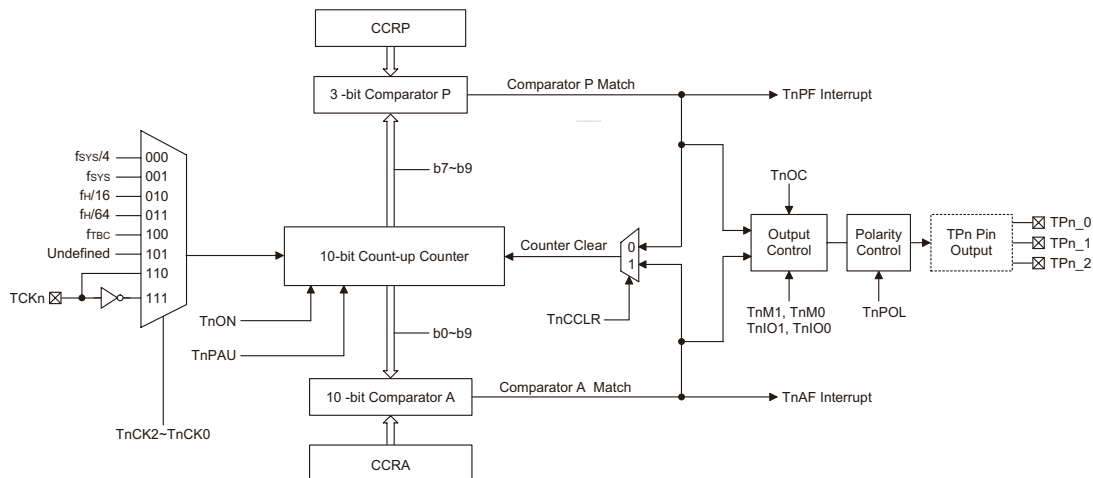 CCRP
3 -bit Comparator P
Comparator P Match
TnPF Interrupt
b7~b9
fSYS/4
000
fSYS
001
fH/16
010
fH/64
011
fTBC
100
Undefined
101
110
TCKn
111
TnCK2~TnCK0
10-bit Count-up Counter
TnON
TnPAU
Counter Clear
0
1
TnCCLR
b0~b9
10 -bit Comparator A
Comparator A Match
TnAF Interrupt
CCRA
TnOC
Output
Control
TnM1, TnM0
TnIO1, TnIO0
Polarity
Control
TnPOL
TPn Pin
Output
TPn_0
TPn_1
TPn_2